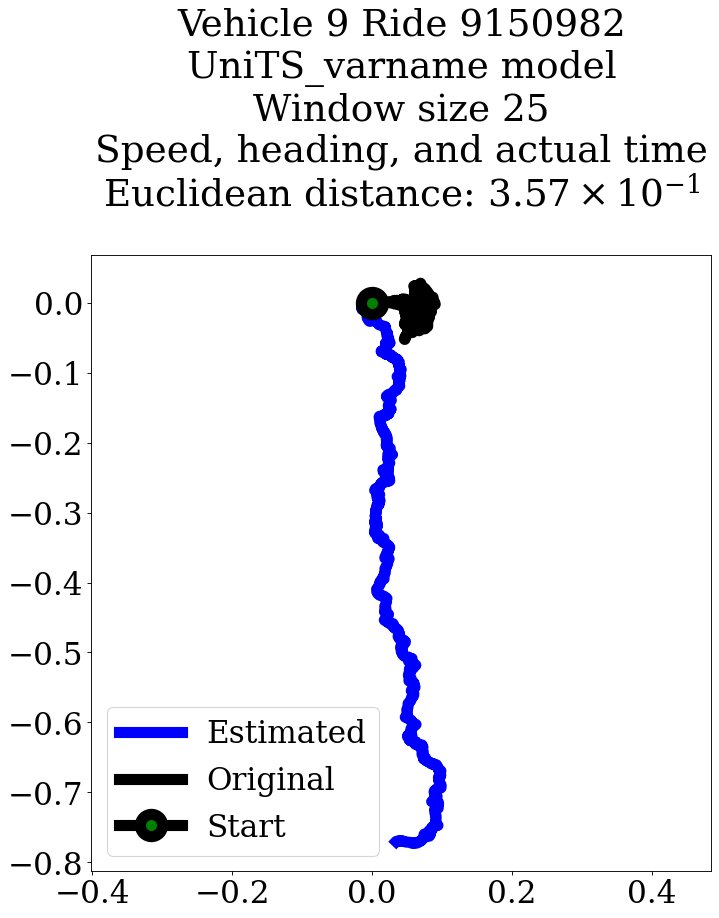 Vehicle 9 Ride 9150982
UniTS_varname model
Window size 25
Speed, heading, and actual time
Euclidean distance: 3.57 × 10⁻¹
0.0
−0.1
−0.2
−0.3
−0.4
−0.5
−0.6
−0.7
−0.8
Estimated
Original
Start
−0.4 −0.2 0.0 0.2 0.4